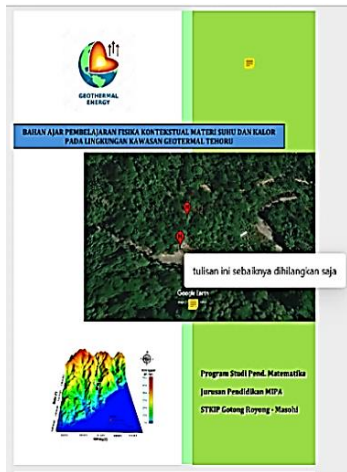 GEOTHERMAL
ENERGY
BAHAN AJAR PEMBELAJARAN FISIKA KONTEKSTUAL MATERI SUHU DAN KALOR
PADA LINGKUNGAN KAWASAN GEOTERMAL TEHORU
tulisan ini sebaiknya dihilangkan saja
Google Earth
Program Studi Pend. Matematika
Jurusan Pendidikan MIPA
STKIP Gotong Royong - Masohi